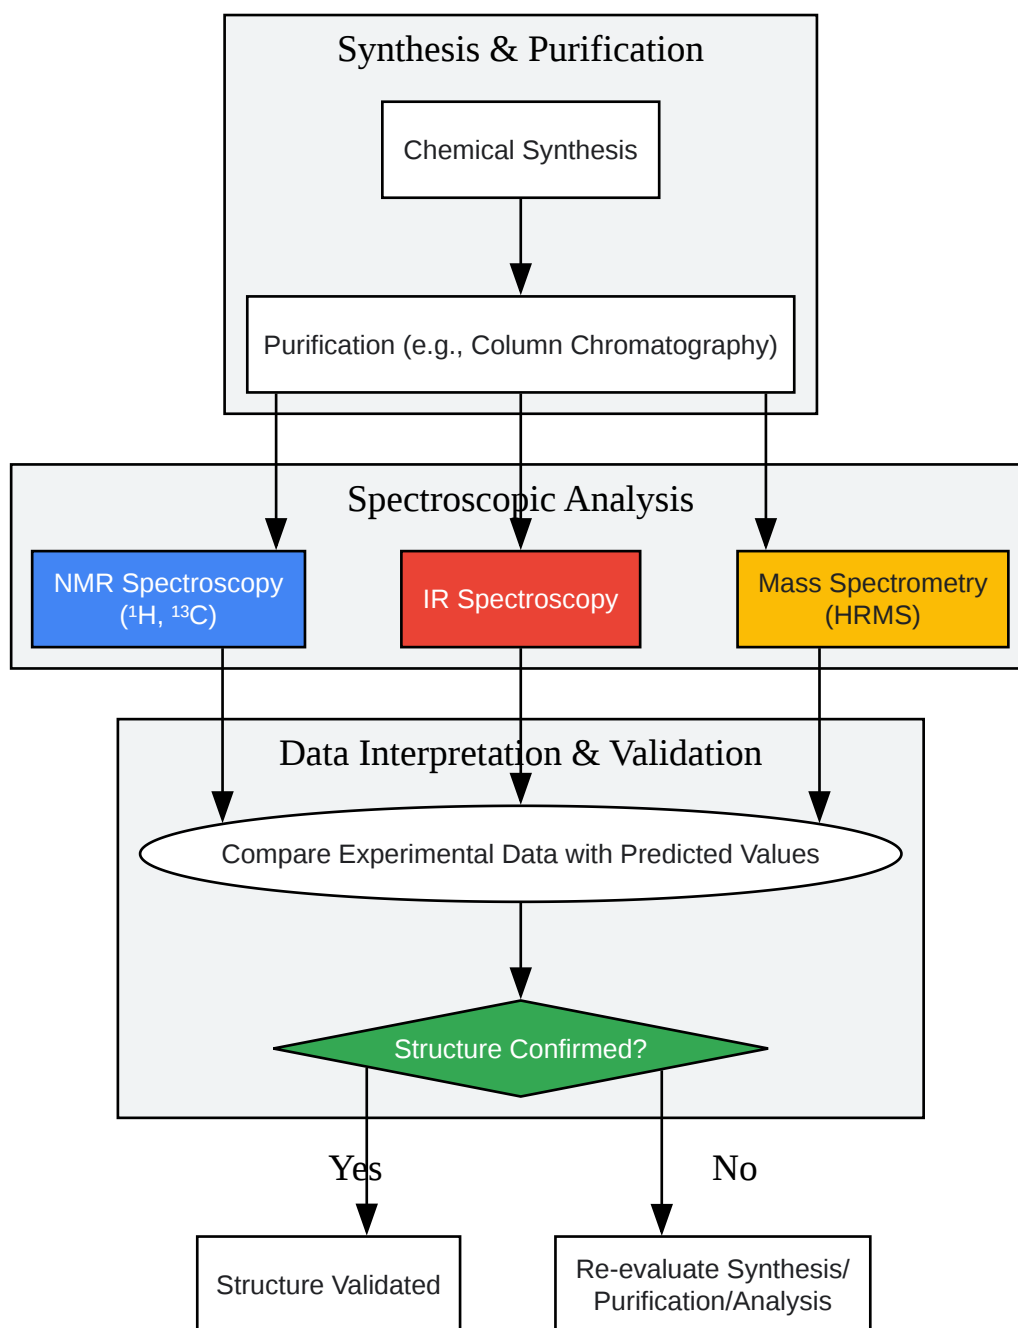 Synthesis & Purification
Chemical Synthesis
Purification (e.g., Column Chromatography)
Spectroscopic Analysis
NMR Spectroscopy
(¹H, ¹³C)
IR Spectroscopy
Mass Spectrometry
(HRMS)
Data Interpretation & Validation
Compare Experimental Data with Predicted Values
Structure Confirmed?
Yes
No
Structure Validated
Re-evaluate Synthesis/
Purification/Analysis